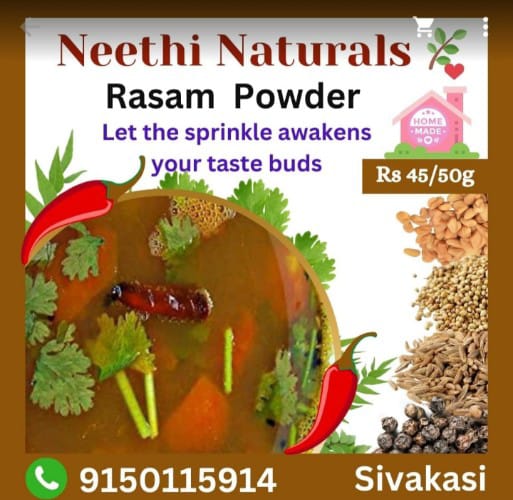 Neethi Naturals
Rasam Powder
Let the sprinkle awakens
your taste buds
HOME
MADE
Rs 45/50g
9150115914
Sivakasi